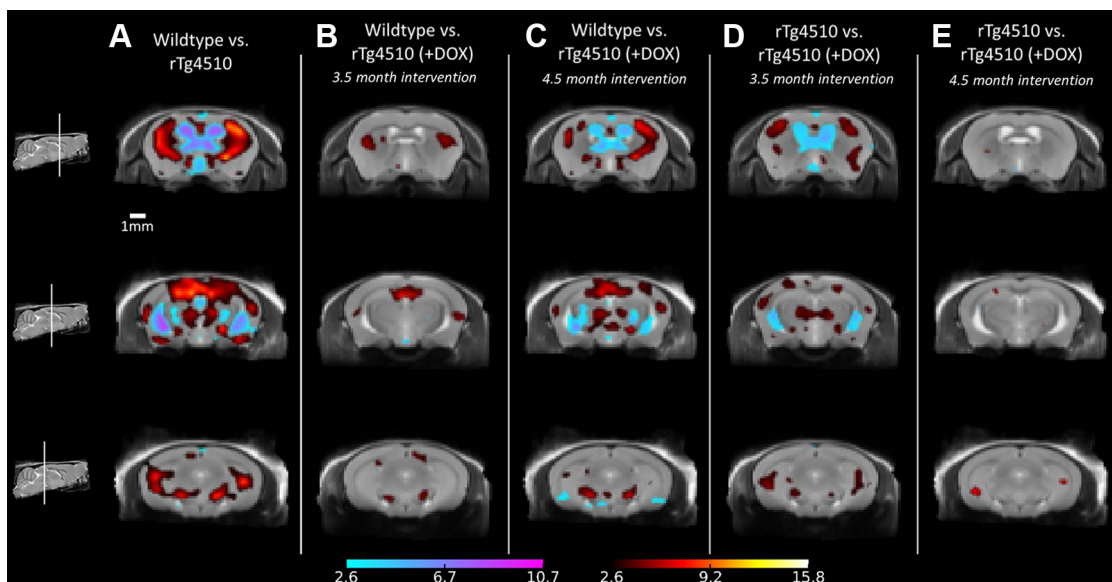 A
Wildtype vs.
rTg4510
B
Wildtype vs.
rTg4510 (+DOX)
3.5 month intervention
C
Wildtype vs.
rTg4510 (+DOX)
4.5 month intervention
D
rTg4510 vs.
rTg4510 (+DOX)
3.5 month intervention
E
rTg4510 vs.
rTg4510 (+DOX)
4.5 month intervention
1mm
2.6 6.7 10.7
2.6 9.2 15.8